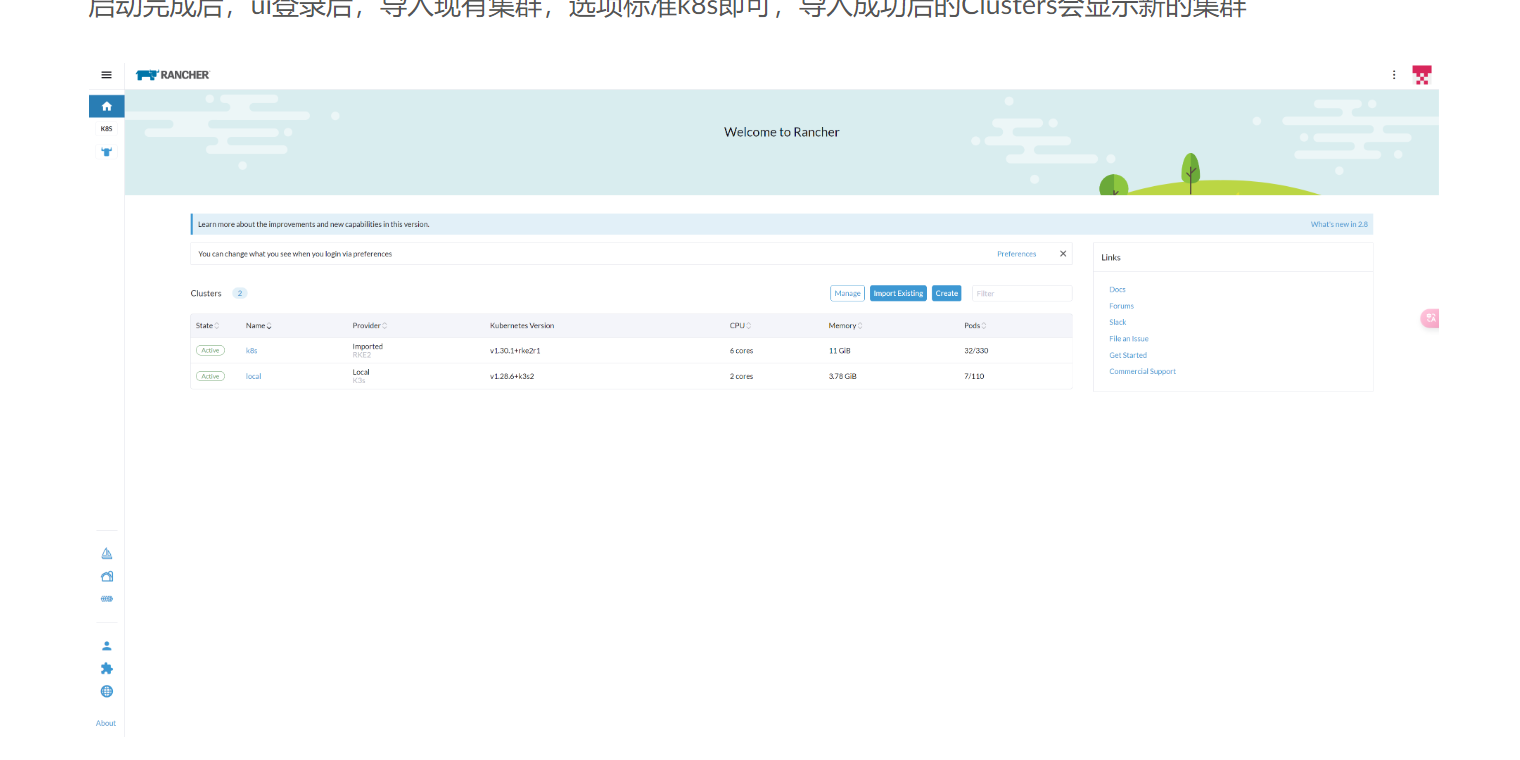 启动完成后，ui登录后，导入现有集群，选项标准k8s即可，导入成功后的Clusters会显示新的集群
RANCHER
K8S
Welcome to Rancher
Learn more about the improvements and new capabilities in this version.
What's new in 2.8
You can change what you see when you login via preferences
Preferences
Links
Docs
Forums
Slack
File an Issue
Get Started
Commercial Support
Clusters 2
Manage Import Existing Create Filter
State Name Provider Kubernetes Version CPU Memory Pods
Active k8s Imported v1.30.1+rke2r1 6 cores 11 GiB 32/330
RKE2
Active local Local v1.28.6+k3s2 2 cores 3.78 GiB 7/110
K3s
About